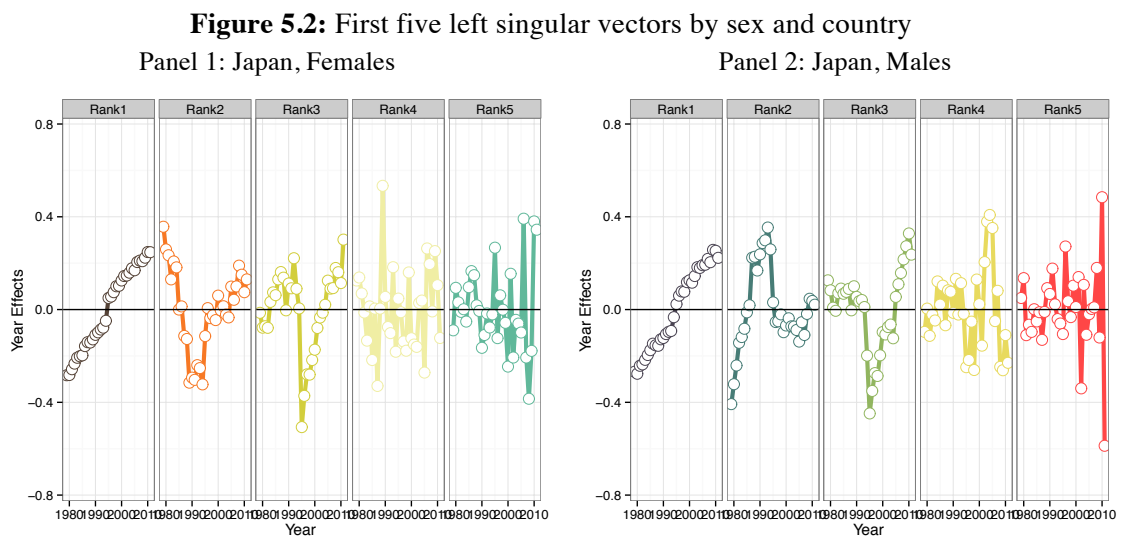 Figure 5.2: First five left singular vectors by sex and country
Panel 1: Japan, Females
Panel 2: Japan, Males
Rank1 Rank2 Rank3 Rank4 Rank5
Rank1 Rank2 Rank3 Rank4 Rank5
0.8
0.4
0.0
−0.4
−0.8
Year Effects
1980 1990 2000 2010 1980 1990 2000 2010 1980 1990 2000 2010 1980 1990 2000 2010 1980 1990 2000 2010
Year
0.8
0.4
0.0
−0.4
−0.8
Year Effects
1980 1990 2000 2010 1980 1990 2000 2010 1980 1990 2000 2010 1980 1990 2000 2010 1980 1990 2000 2010
Year